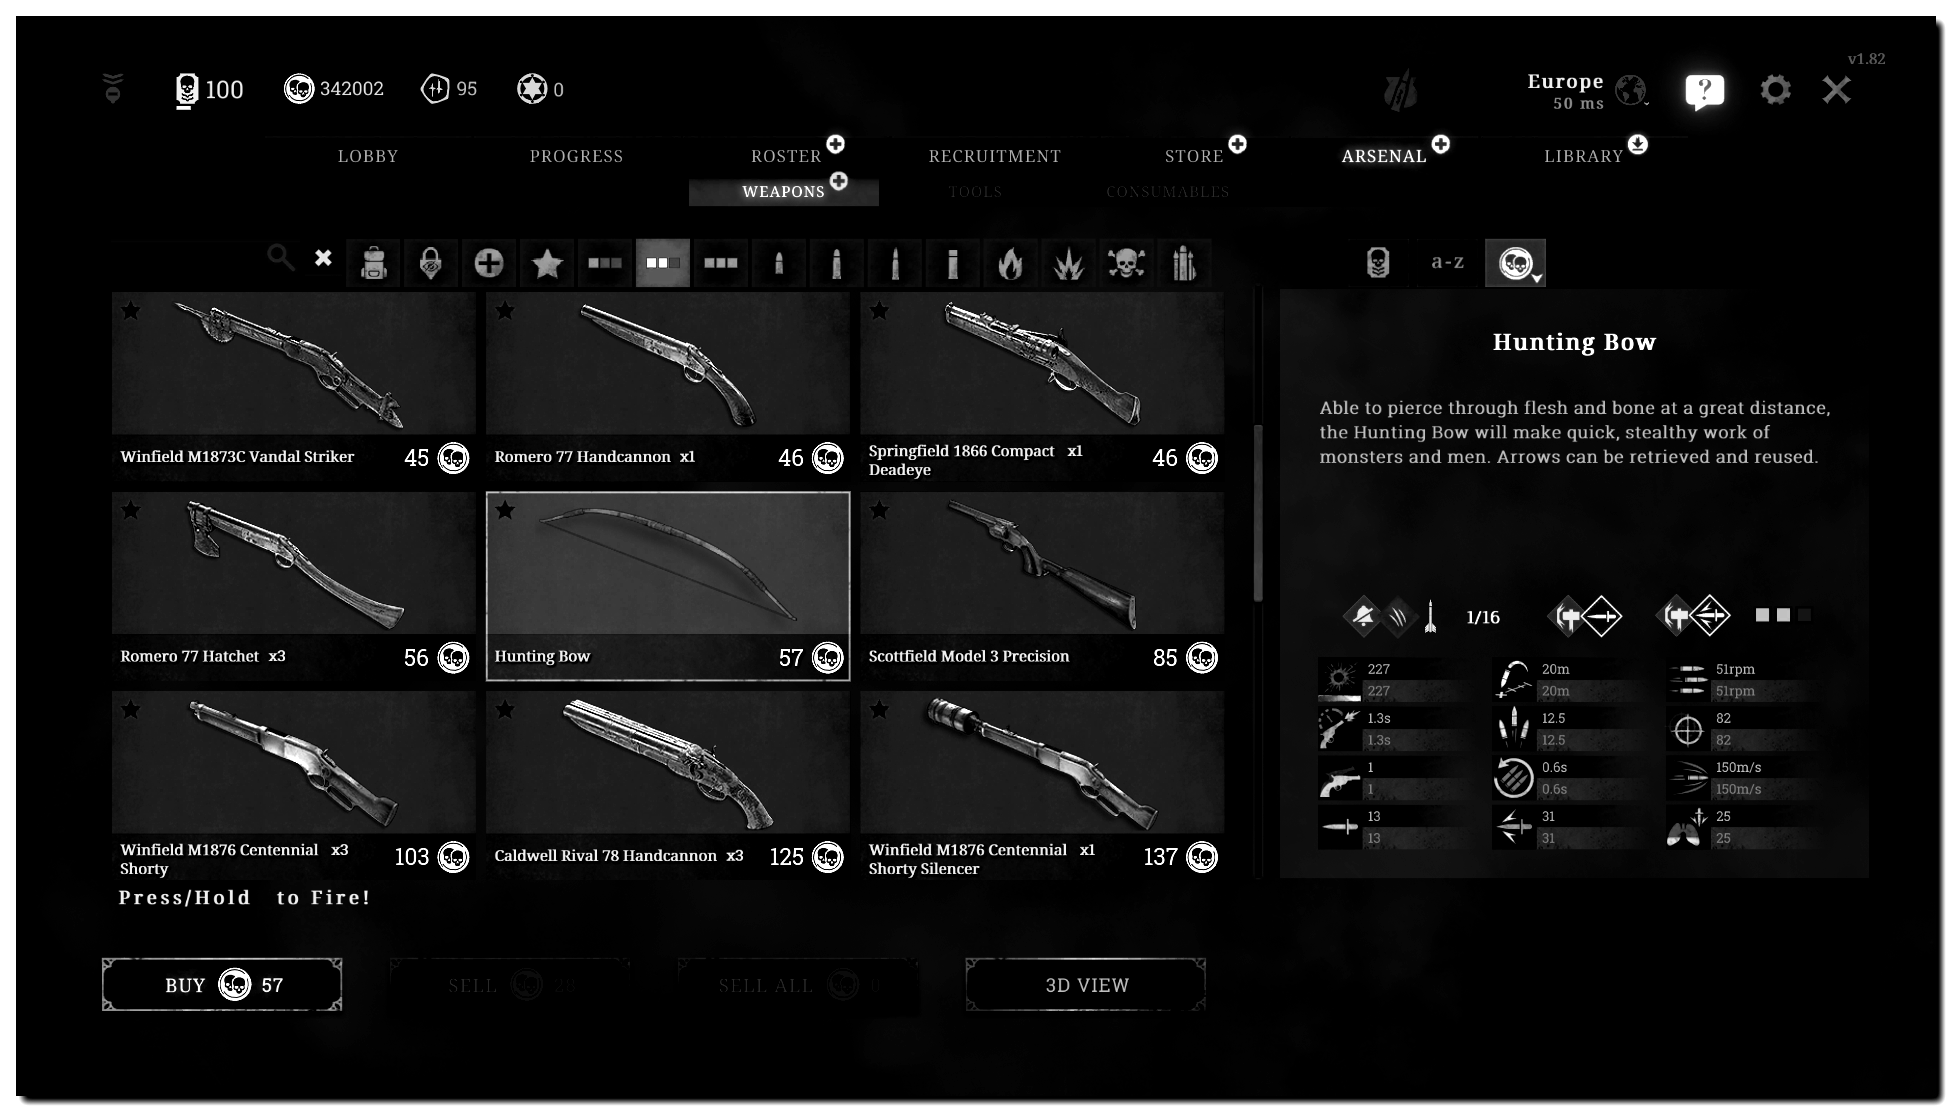 v1.82
100
342002
95
0
Europe
50 ms
?
LOBBY
PROGRESS
ROSTER
RECRUITMENT
STORE
ARSENAL
LIBRARY
WEAPONS
TOOLS
CONSUMABLES
a-z
Winfield M1873C Vandal Striker
45
Romero 77 Handcannon x1
46
Springfield 1866 Compact x1
Deadeye
46
Romero 77 Hatchet x3
56
Hunting Bow
57
Scottfield Model 3 Precision
85
Winfield M1876 Centennial x3
Shorty
103
Caldwell Rival 78 Handcannon x3
125
Winfield M1876 Centennial x1
Shorty Silencer
137
Press/Hold to Fire!
BUY 57
SELL 28
SELL ALL 0
3D VIEW
Hunting Bow
Able to pierce through flesh and bone at a great distance,
the Hunting Bow will make quick, stealthy work of
monsters and men. Arrows can be retrieved and reused.
1/16
227
227
20m
20m
51rpm
51rpm
1.3s
1.3s
12.5
12.5
82
82
1
1
0.6s
0.6s
150m/s
150m/s
13
13
31
31
25
25